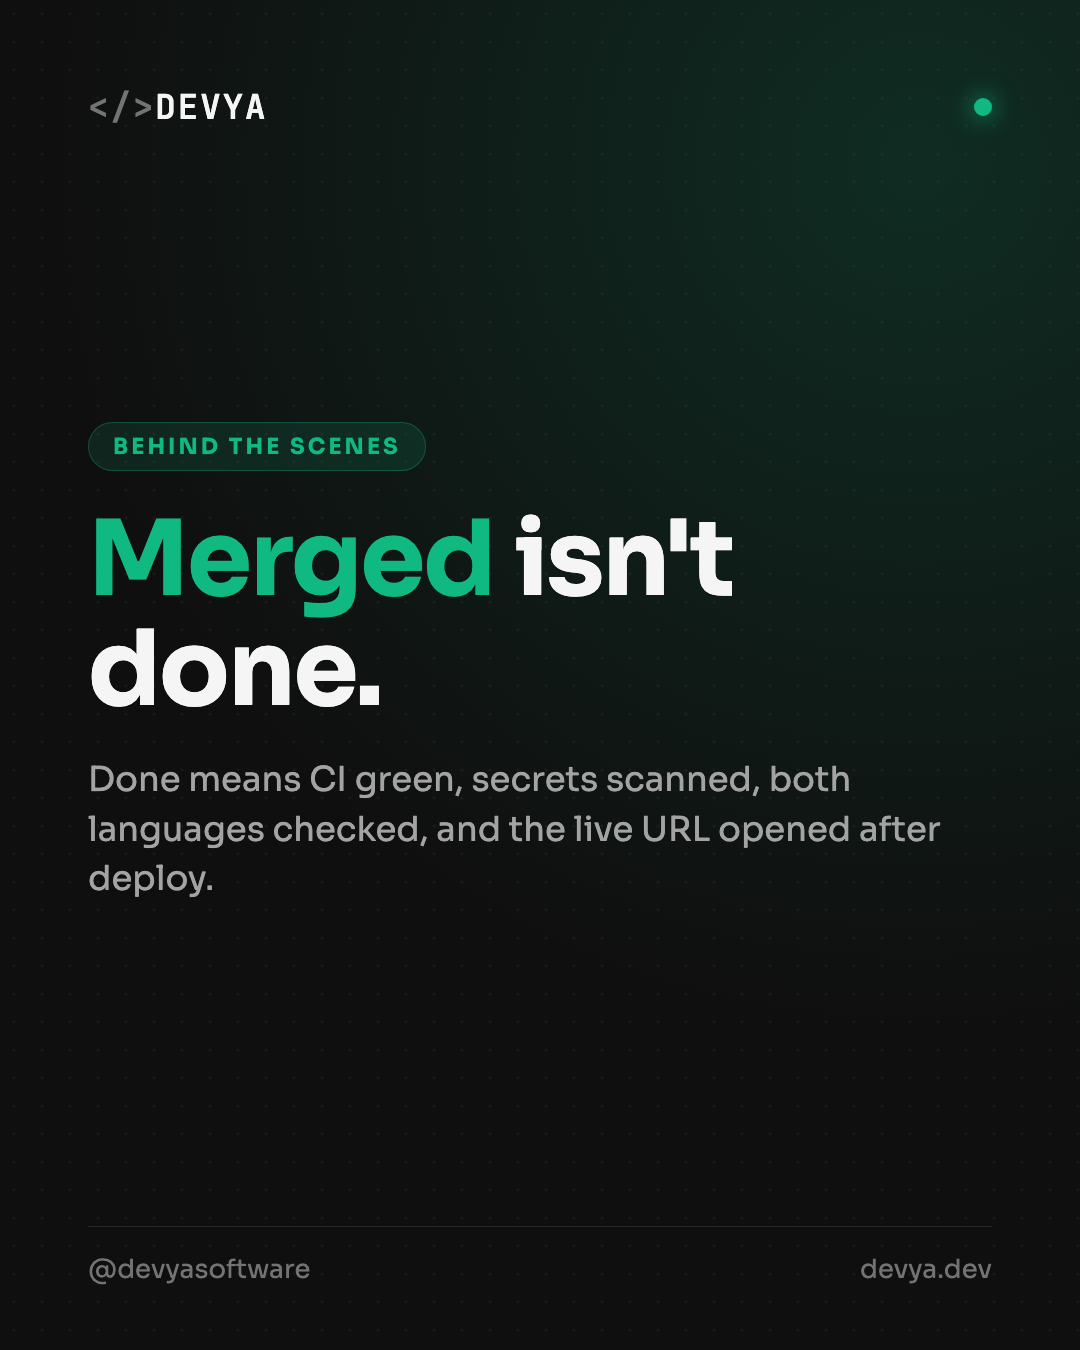 </>DEVYA
BEHIND THE SCENES
Merged isn't
done.
Done means CI green, secrets scanned, both
languages checked, and the live URL opened after
deploy.
@devyasoftware
devya.dev